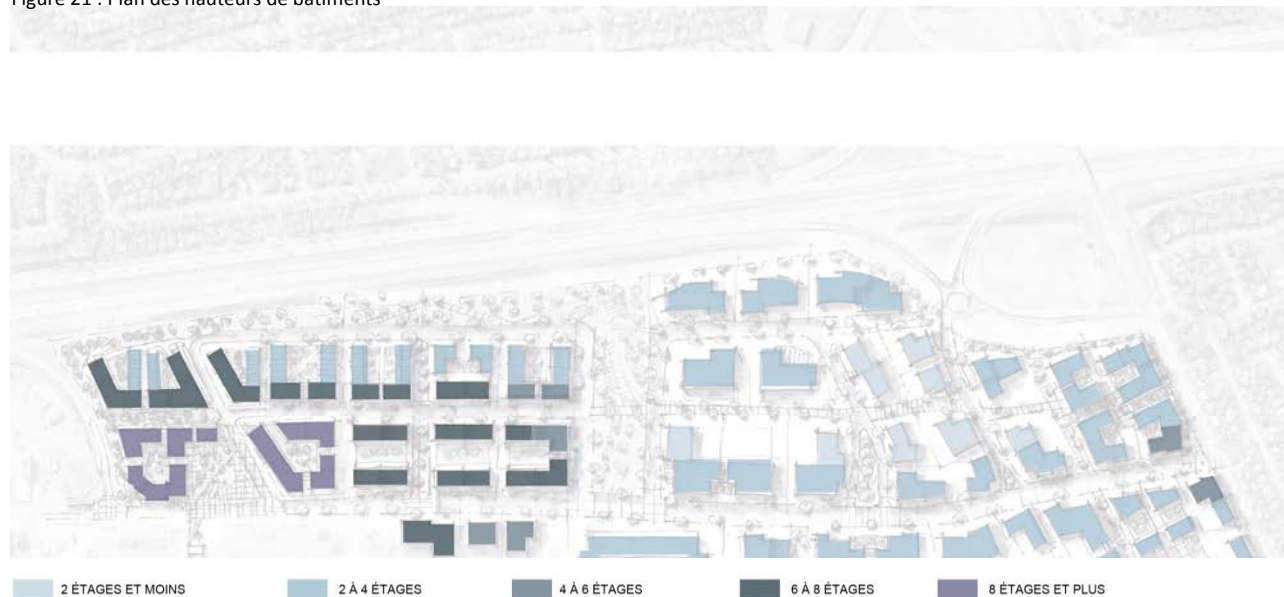 Figure 21 : Plan des hauteurs de bâtiments
2 ÉTAGES ET MOINS
2 À 4 ÉTAGES
4 À 6 ÉTAGES
6 À 8 ÉTAGES
8 ÉTAGES ET PLUS